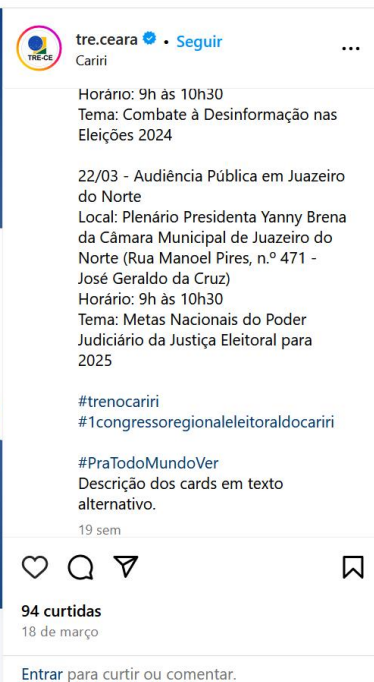 tre.ceara • Seguir
Cariri
TRE-CE
Horário: 9h às 10h30
Tema: Combate à Desinformação nas
Eleições 2024
22/03 - Audiência Pública em Juazeiro
do Norte
Local: Plenário Presidenta Yanny Brena
da Câmara Municipal de Juazeiro do
Norte (Rua Manoel Pires, n.º 471 -
José Geraldo da Cruz)
Horário: 9h às 10h30
Tema: Metas Nacionais do Poder
Judiciário da Justiça Eleitoral para
2025
#trenocariri
#1congressoregionaleleitoraldocariri
#PraTodoMundoVer
Descrição dos cards em texto
alternativo.
19 sem
94 curtidas
18 de março
Entrar para curtir ou comentar.